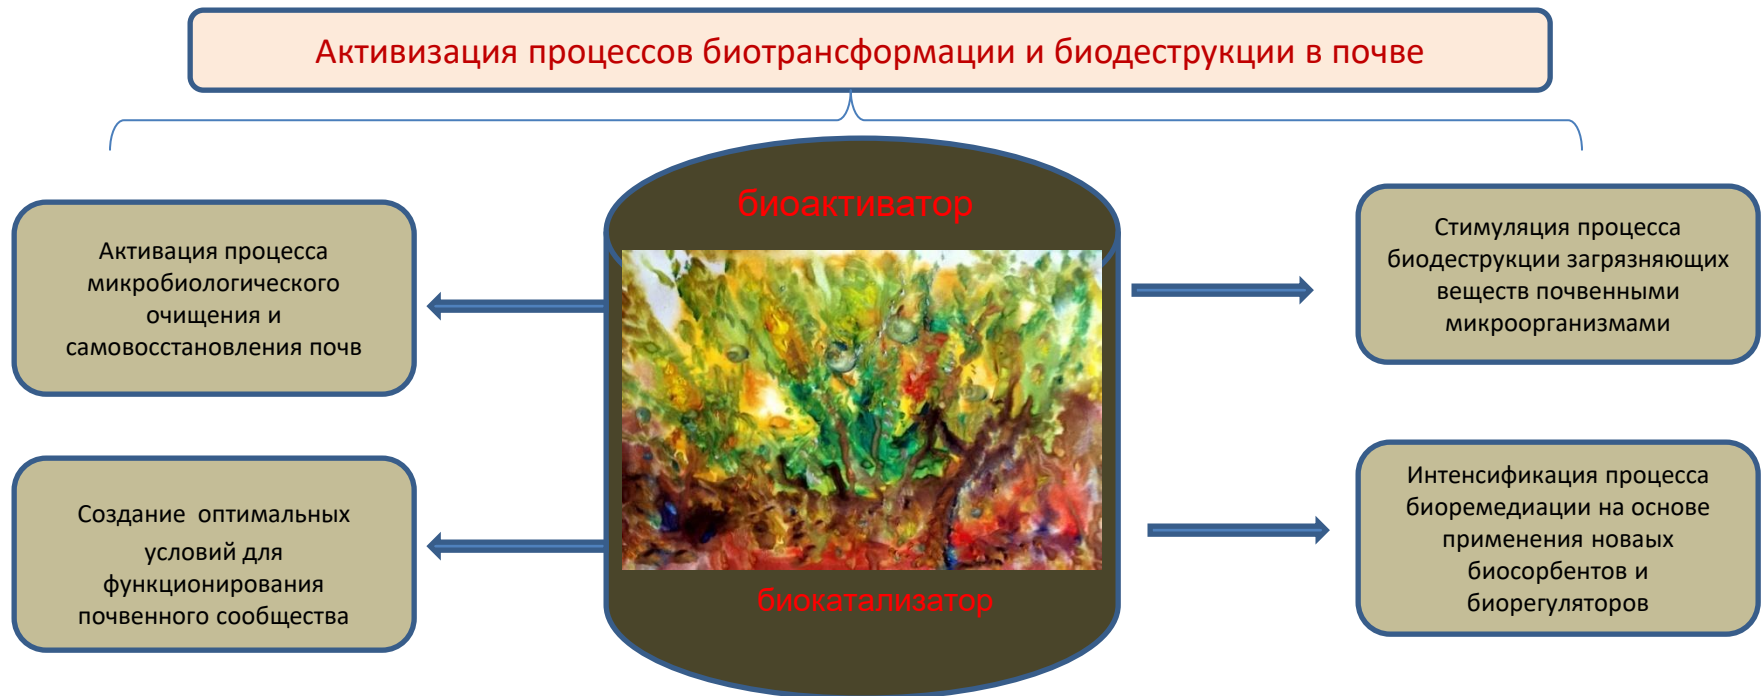 Активизация процессов биотрансформации и биодеструкции в почве
биоактиватор
Активация процесса
микробиологического
очищения и
самовосстановления почв
Стимуляция процесса
биодеструкции загрязняющих
веществ почвенными
микроорганизмами
Создание оптимальных
условий для
функционирования
почвенного сообщества
Интенсификация процесса
биоремедиации на основе
применения новаых
биосорбентов и
биорегуляторов
биокатализатор